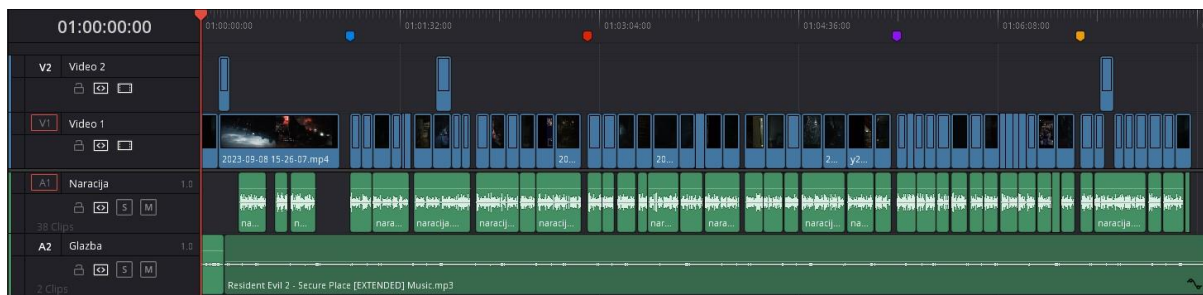 01:00:00:00
01:00:00:00 01:01:32:00 01:03:04:00 01:04:36:00 01:06:08:00
V2 Video 2
V1 Video 1
2023-09-08 15-26-07.mp4 20... 20... 2... y2...
A1 Naracija 1.0
S M
38 Clips
na... n... nara... naracija.... naracij... naracij... nar... nara... naracij... nara... naracija....
A2 Glazba 1.0
S M
2 Clips
Resident Evil 2 - Secure Place [EXTENDED] Music.mp3